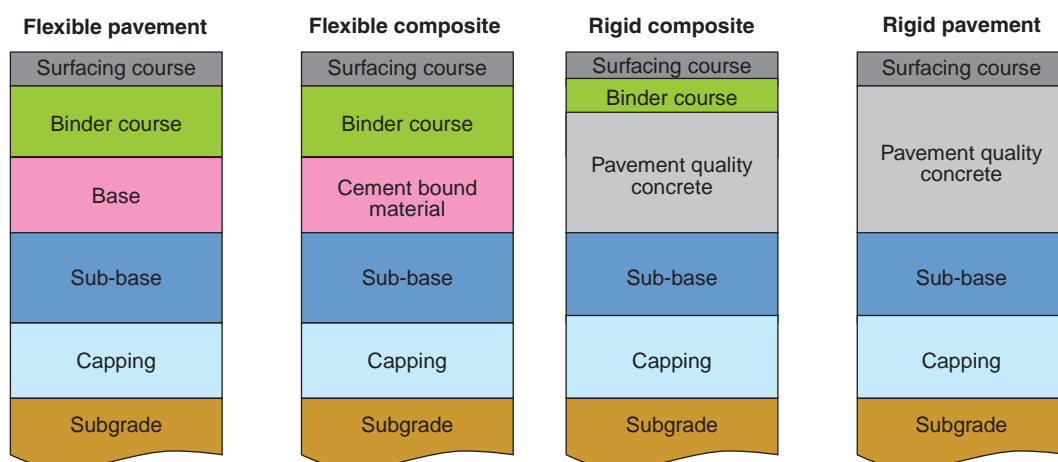 Flexible pavement
Surfacing course
Binder course
Base
Sub-base
Capping
Subgrade
Flexible composite
Surfacing course
Binder course
Cement bound
material
Sub-base
Capping
Subgrade
Rigid composite
Surfacing course
Binder course
Pavement quality
concrete
Sub-base
Capping
Subgrade
Rigid pavement
Surfacing course
Pavement quality
concrete
Sub-base
Capping
Subgrade